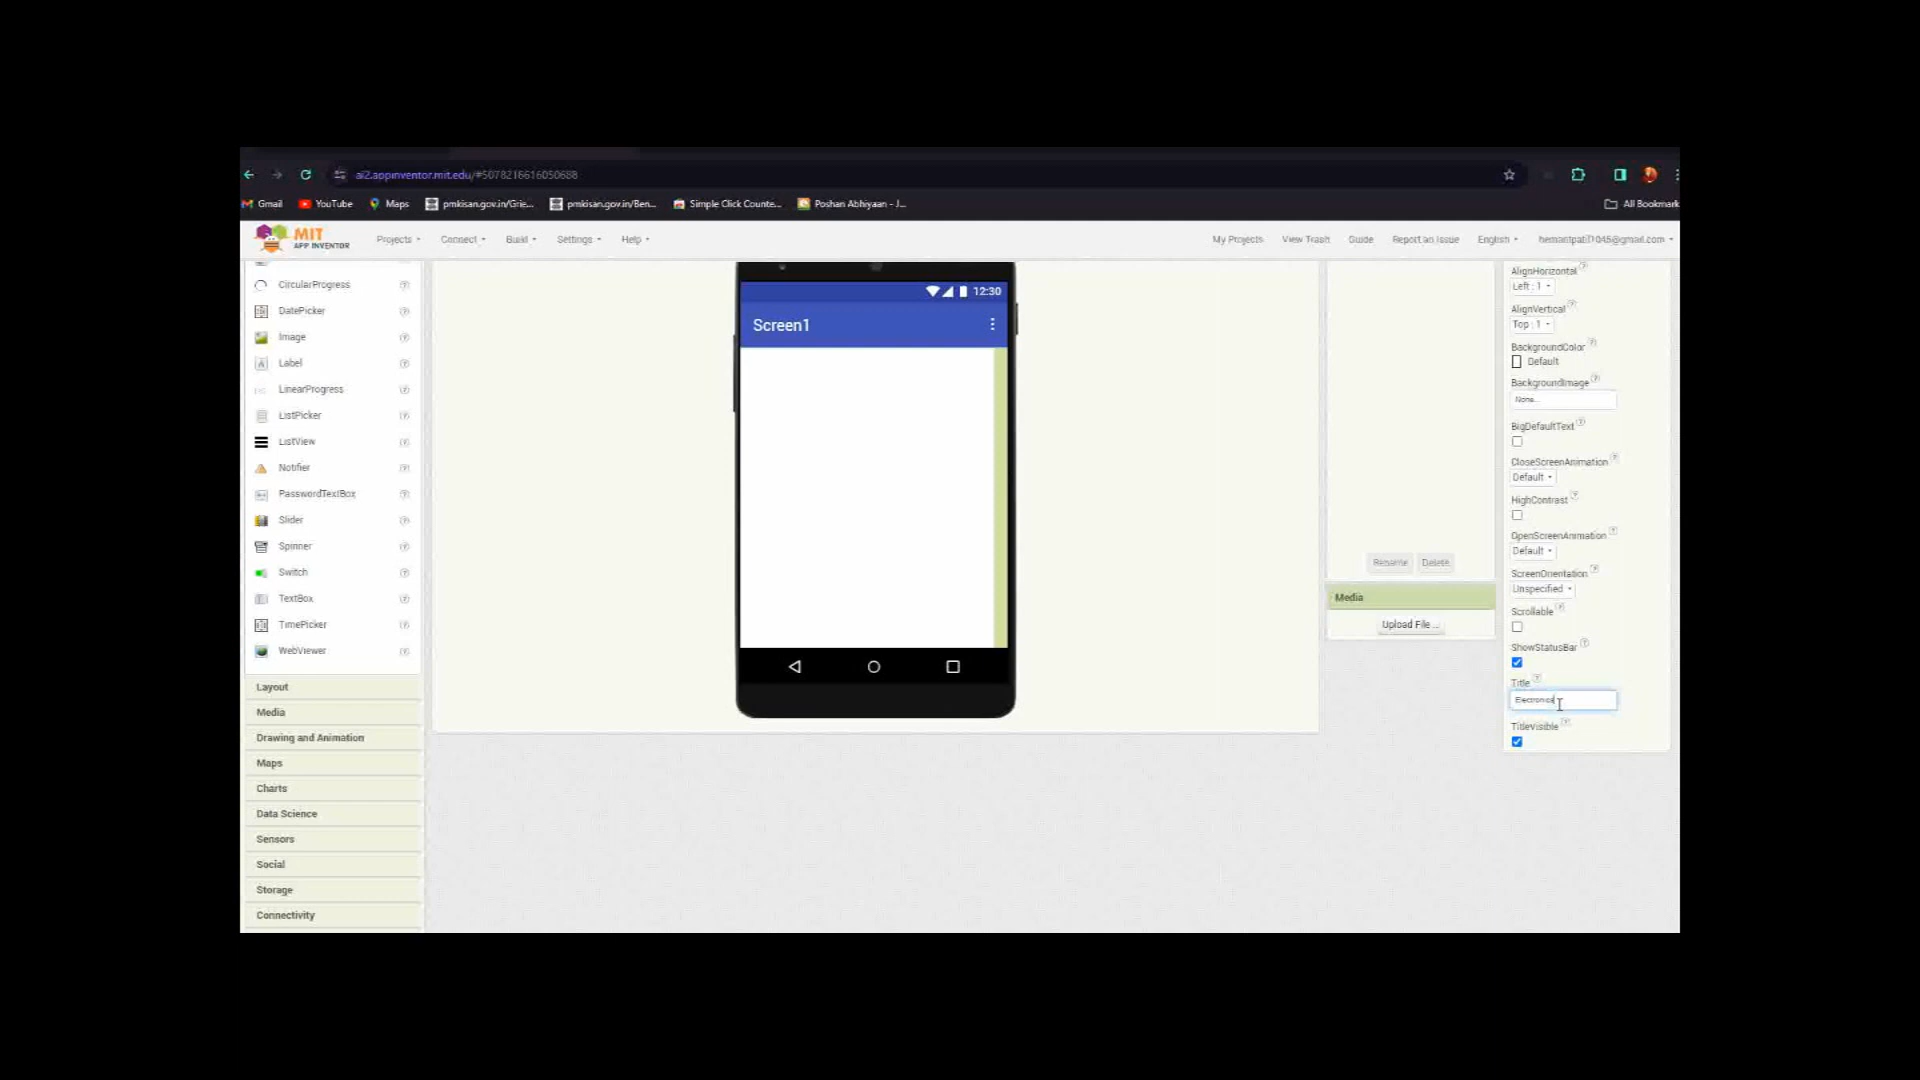 ai2.appinventor.mit.edu/#5078216616050688
Gmail YouTube Maps pmkisan.gov.in/Grie... pmkisan.gov.in/Ben... Simple Click Counte... Poshan Abhiyaan - J... All Bookmark
MIT
APP INVENTOR
Projects Connect Build Settings Help My Projects View Trash Guide Report an Issue English hemantpatil1045@gmail.com
CircularProgress
DatePicker
Image
Label
LinearProgress
ListPicker
ListView
Notifier
PasswordTextBox
Slider
Spinner
Switch
TextBox
TimePicker
WebViewer
Layout
Media
Drawing and Animation
Maps
Charts
Data Science
Sensors
Social
Storage
Connectivity
12:30
Screen1
Rename Delete
Media
Upload File ...
AlignHorizontal
Left : 1
AlignVertical
Top : 1
BackgroundColor
Default
BackgroundImage
None...
BigDefaultText
CloseScreenAnimation
Default
HighContrast
OpenScreenAnimation
Default
ScreenOrientation
Unspecified
Scrollable
ShowStatusBar
Title
Electronics
TitleVisible